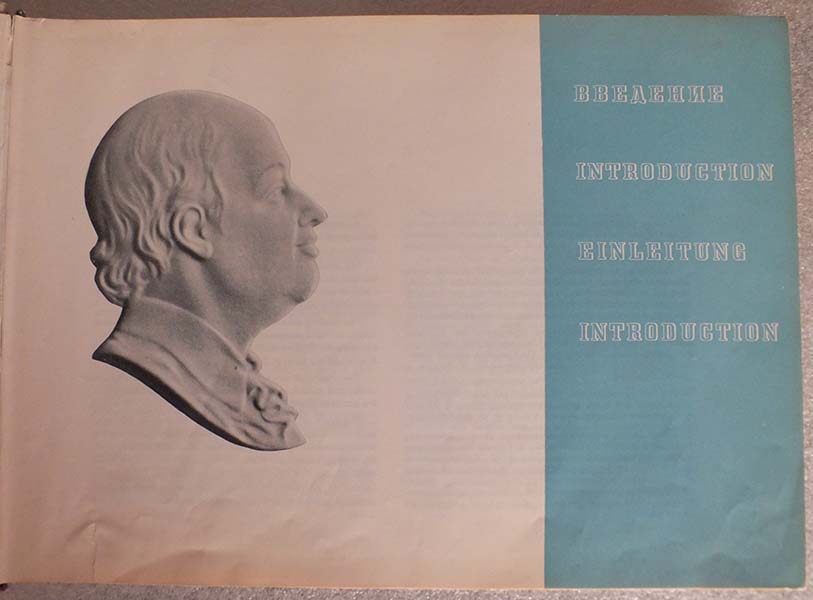 ВВЕДЕНИЕ
INTRODUCTION
EINLEITUNG
INTRODUCTION